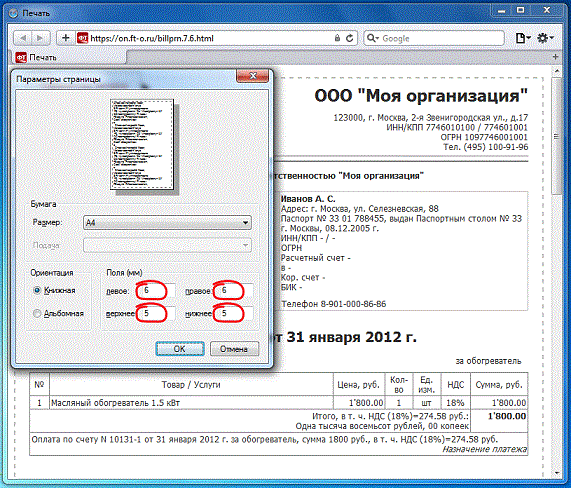 Печать
https://on.ft-o.ru/billprn.7.6.html
Google
Печать
Параметры страницы
Бумага
Размер:
A4
Подача:
Ориентация
Книжная
Альбомная
Поля (мм)
левое: 6 правое: 6
верхнее: 5 нижнее: 5
OK Отмена
ООО "Моя организация"
123000, г. Москва, 2-я Звенигородская ул., д.17
ИНН/КПП 7746010100 / 774601001
ОГРН 1097746001001
Тел. (495) 100-91-96
тветственностью "Моя организация"
Иванов А. С.
Адрес: г. Москва, ул. Селезневская, 88
Паспорт № 33 01 788455, выдан Паспортным столом № 33
г. Москвы, 08.12.2005 г.
ИНН/КПП - / -
ОГРН
Расчетный счет -
в -
Кор. счет -
БИК -
Телефон 8-901-000-86-86
от 31 января 2012 г.
за обогреватель
№ Товар / Услуги Цена, руб. Кол-во Ед. изм. НДС Сумма, руб.
1 Масляный обогреватель 1.5 кВт 1'800.00 1 шт 18% 1'800.00
Итого, в т. ч. НДС (18%)=274.58 руб.: 1'800.00
Одна тысяча восемьсот рублей, 00 копеек
Оплата по счету N 10131-1 от 31 января 2012 г. за обогреватель, сумма 1800 руб., в т. ч. НДС (18%)=274.58 руб.
Назначение платежа